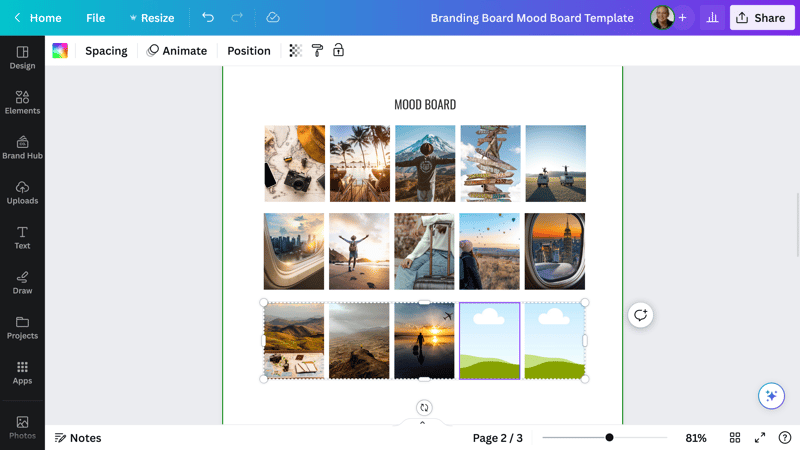 Home
File
Resize
Branding Board Mood Board Template
Share
Spacing
Animate
Position
Design
Elements
Brand Hub
Uploads
Text
Draw
Projects
Apps
Photos
MOOD BOARD
Notes
Page 2 / 3
81%